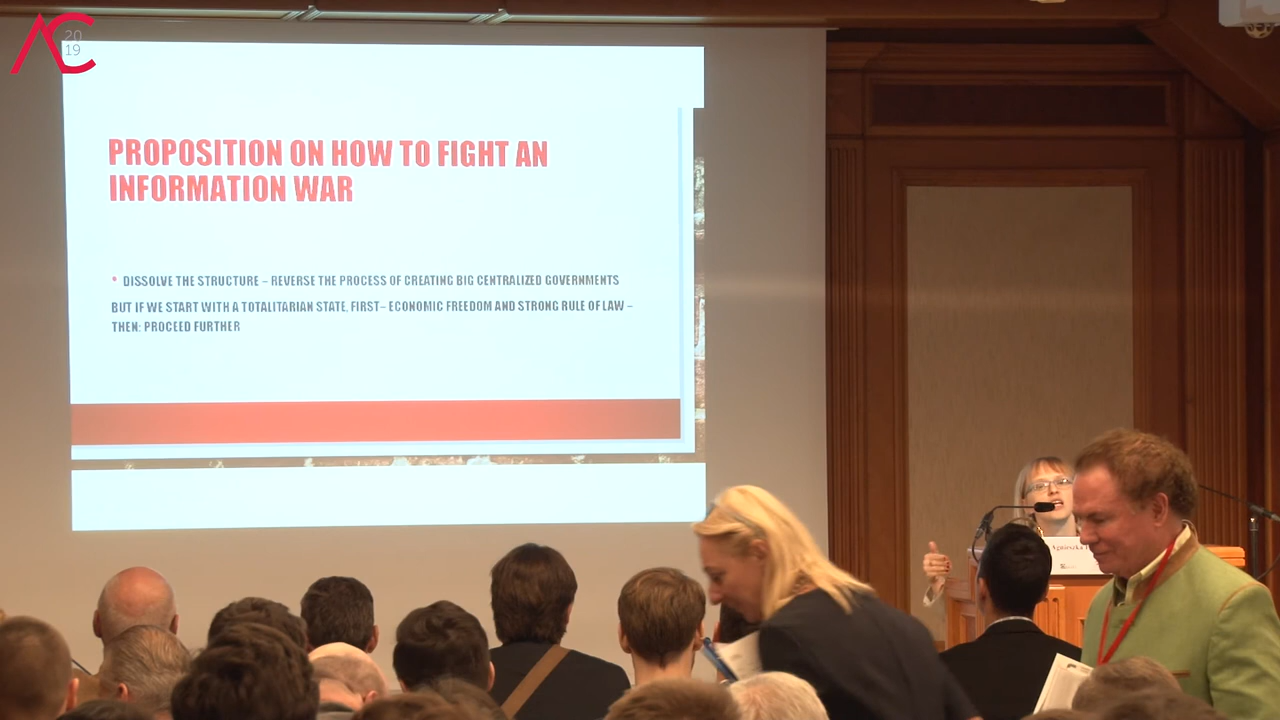 AC
20
19
PROPOSITION ON HOW TO FIGHT AN
INFORMATION WAR
• DISSOLVE THE STRUCTURE – REVERSE THE PROCESS OF CREATING BIG CENTRALIZED GOVERNMENTS
BUT IF WE START WITH A TOTALITARIAN STATE. FIRST– ECONOMIC FREEDOM AND STRONG RULE OF LAW –
THEN: PROCEED FURTHER
Agnieszka